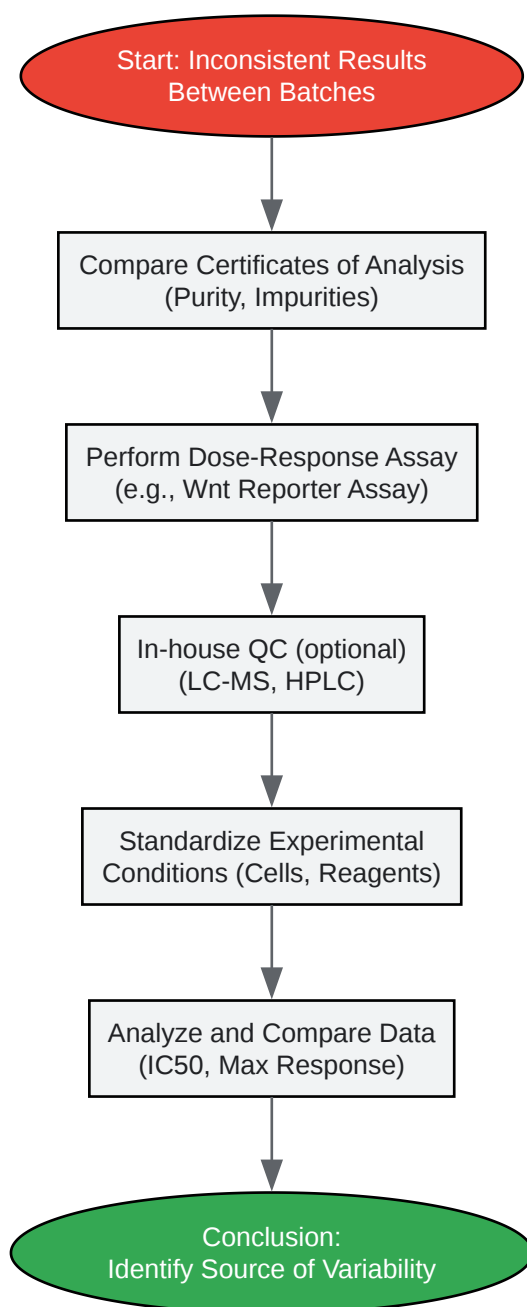 Start: Inconsistent Results
Between Batches
Compare Certificates of Analysis
(Purity, Impurities)
Perform Dose-Response Assay
(e.g., Wnt Reporter Assay)
In-house QC (optional)
(LC-MS, HPLC)
Standardize Experimental
Conditions (Cells, Reagents)
Analyze and Compare Data
(IC50, Max Response)
Conclusion:
Identify Source of Variability